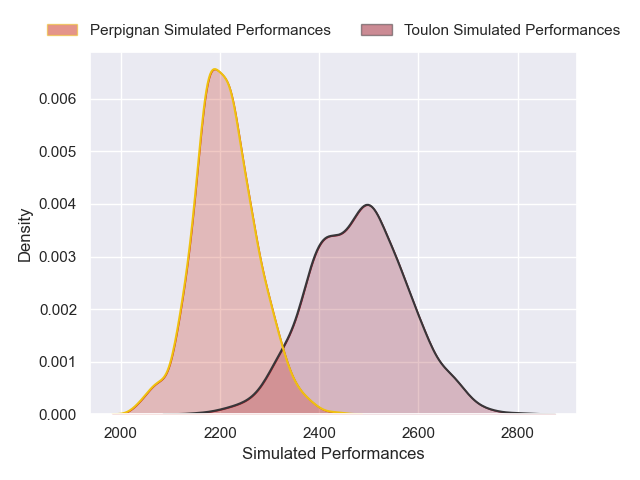 Perpignan Simulated Performances Toulon Simulated Performances
0.006
0.005
0.004
0.003
0.002
0.001
0.000
Density
2000 2200 2400 2600 2800
Simulated Performances